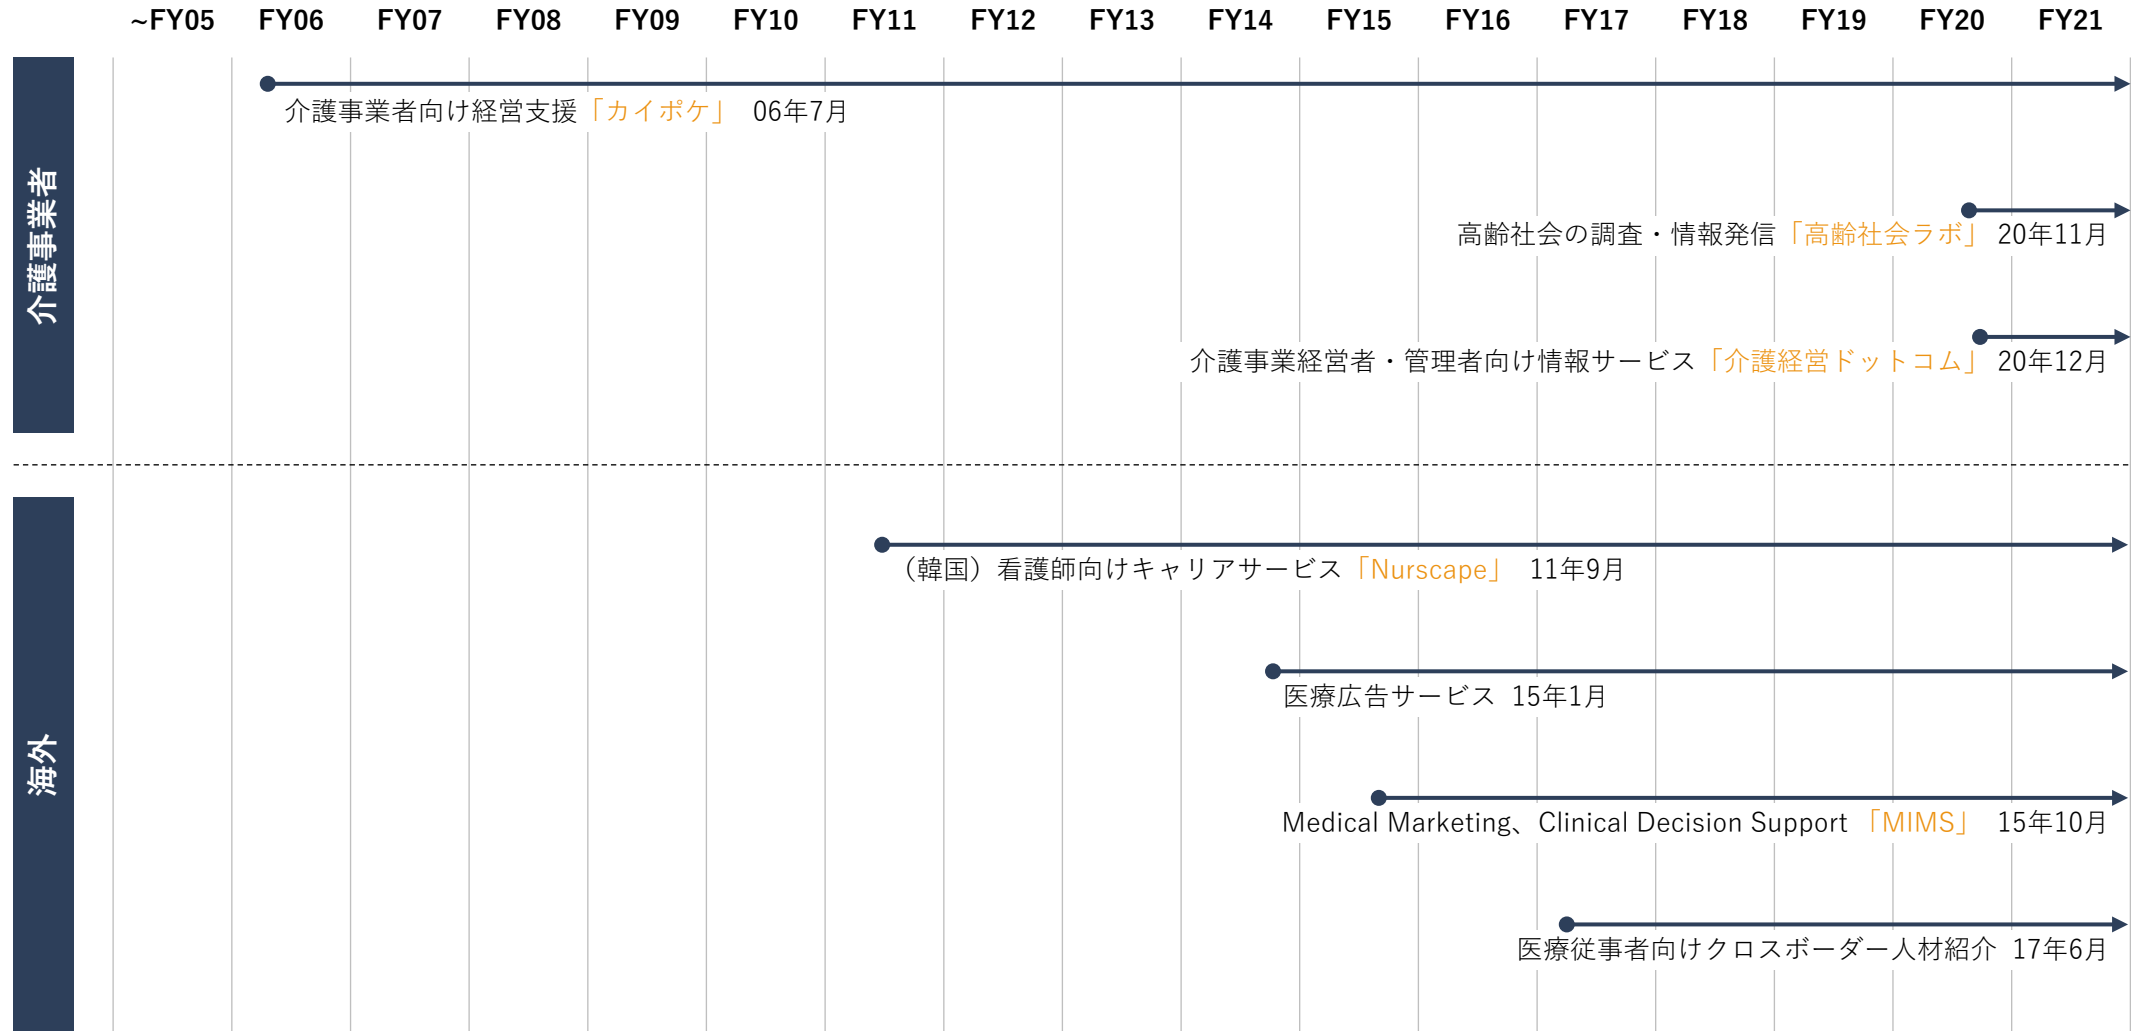 ~FY05 FY06 FY07 FY08 FY09 FY10 FY11 FY12 FY13 FY14 FY15 FY16 FY17 FY18 FY19 FY20 FY21
介護事業者
介護事業者向け経営支援「カイポケ」 06年7月
高齢社会の調査・情報発信「高齢社会ラボ」 20年11月
介護事業経営者・管理者向け情報サービス「介護経営ドットコム」 20年12月
海外
（韓国）看護師向けキャリアサービス「Nurscape」 11年9月
医療広告サービス 15年1月
Medical Marketing、Clinical Decision Support 「MIMS」 15年10月
医療従事者向けクロスボーダー人材紹介 17年6月